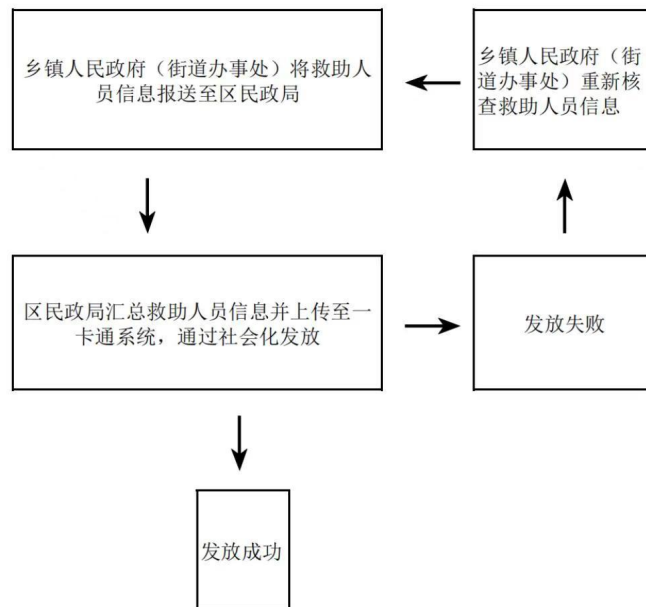 乡镇人民政府（街道办事处）将救助人
员信息报送至区民政局
乡镇人民政府（街
道办事处）重新核
查救助人员信息
区民政局汇总救助人员信息并上传至一
卡通系统，通过社会化发放
发放失败
发放成功